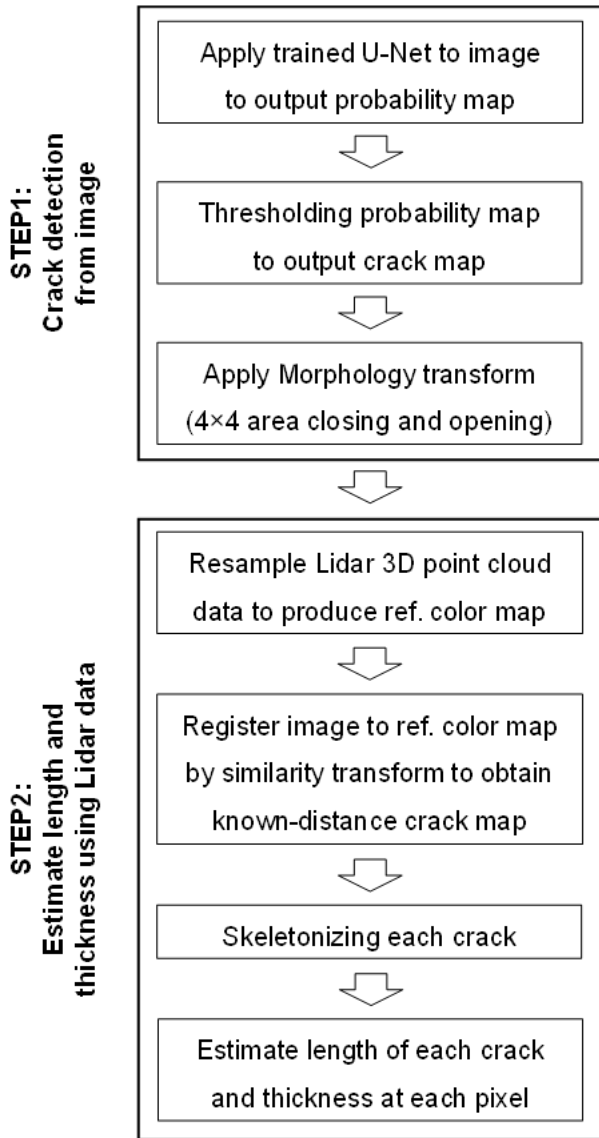 STEP1:
Crack detection
from image
Apply trained U-Net to image
to output probability map
Thresholding probability map
to output crack map
Apply Morphology transform
(4×4 area closing and opening)
STEP2:
Estimate length and
thickness using Lidar data
Resample Lidar 3D point cloud
data to produce ref. color map
Register image to ref. color map
by similarity transform to obtain
known-distance crack map
Skeletonizing each crack
Estimate length of each crack
and thickness at each pixel